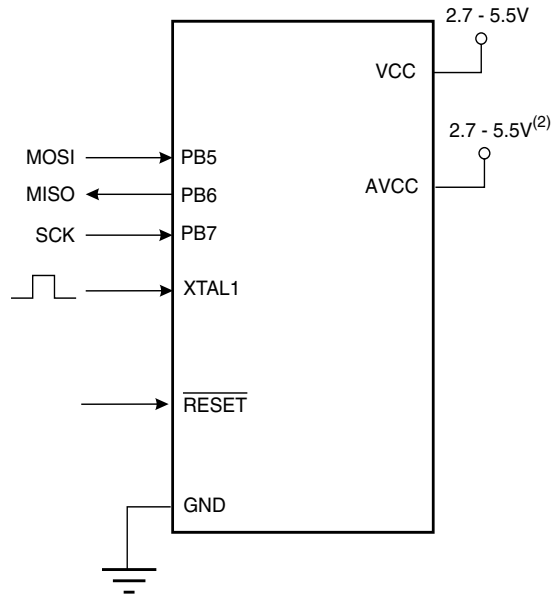 2.7 - 5.5V
VCC
2.7 - 5.5V(2)
MOSI PB5
AVCC
MISO PB6
SCK PB7
XTAL1
RESET
GND